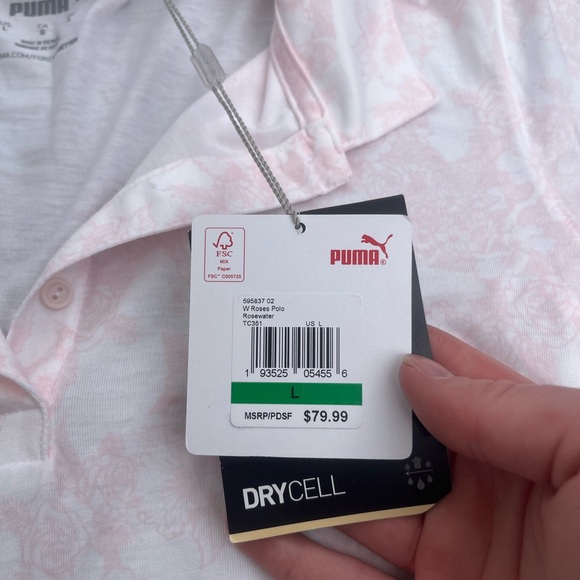 PUMA
L
FSC
MIX
Paper
FSC™ C005725
PUMA®
595837 02
W Roses Polo
Rosewater
TC351 US L
1 93525 05455 6
L
MSRP/PDSF $79.99
DRYCELL